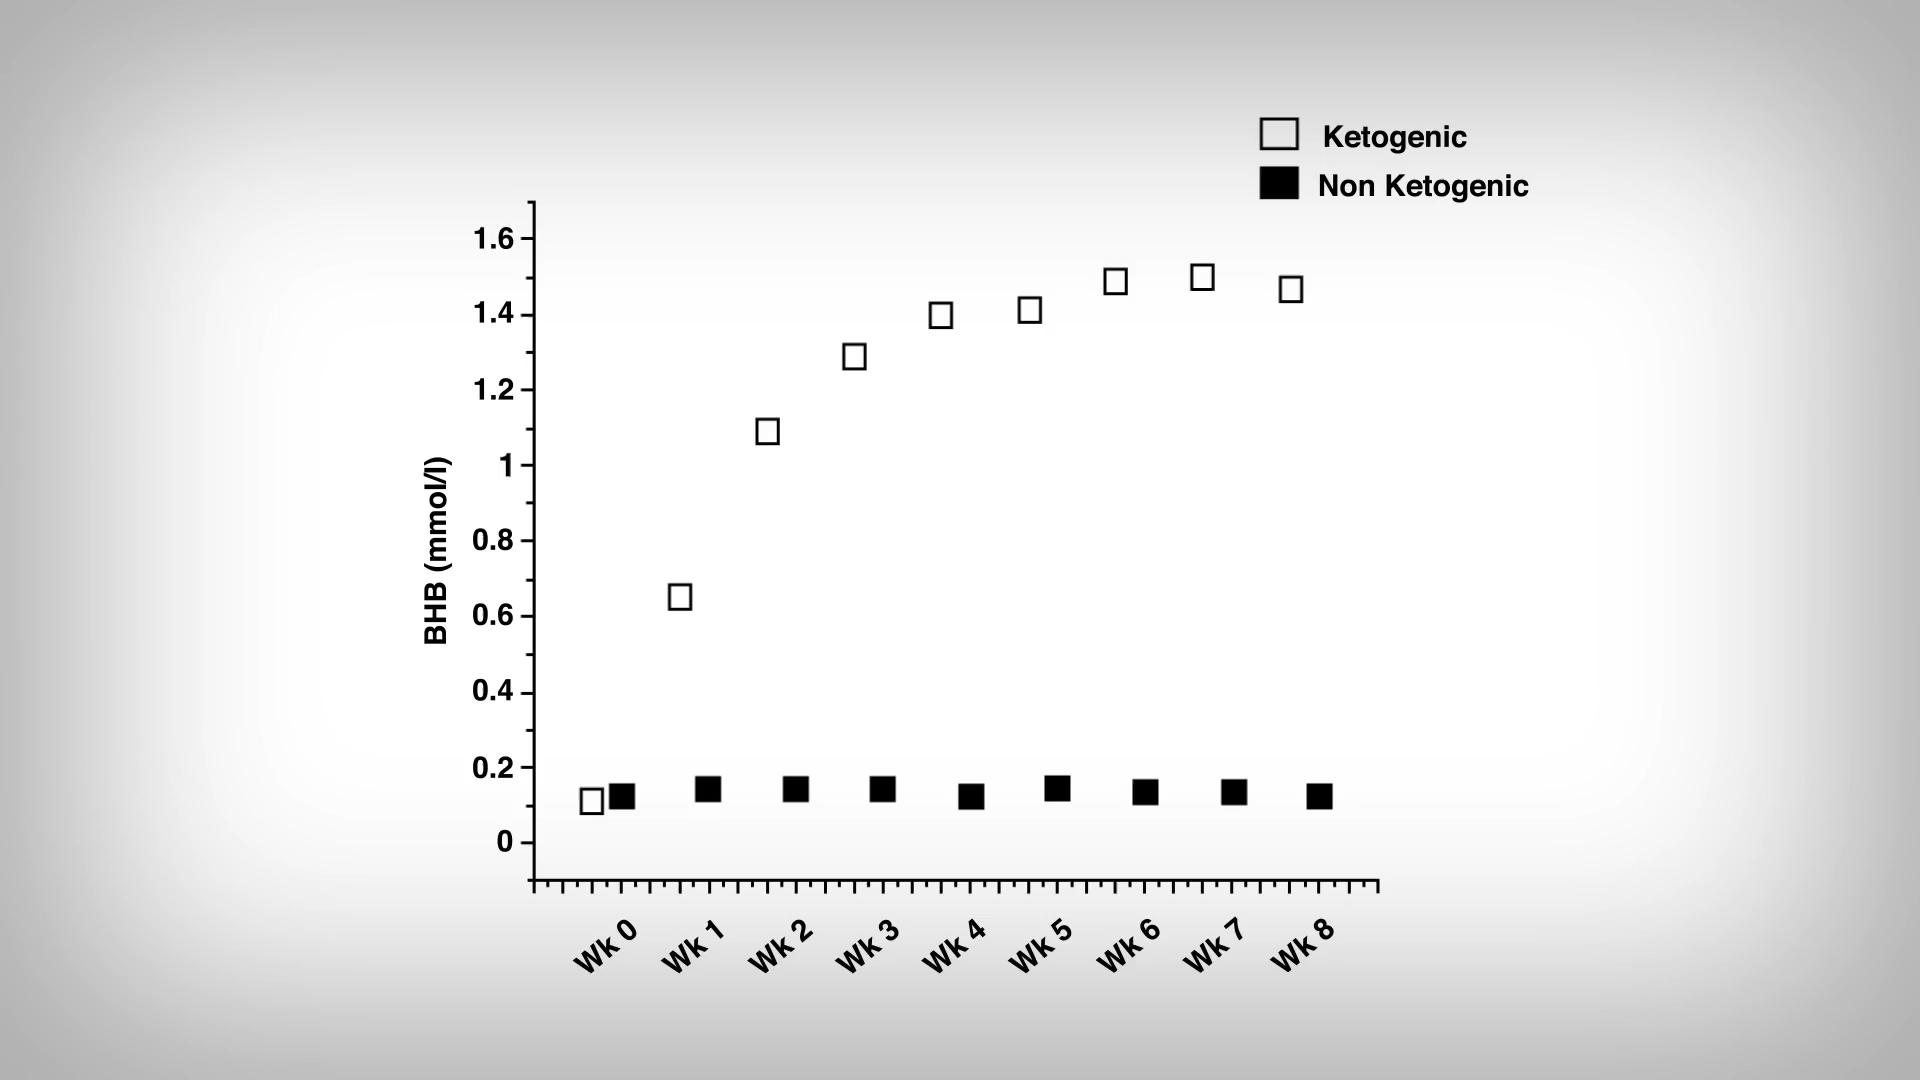 Ketogenic
Non Ketogenic
1.6
1.4
1.2
1
0.8
0.6
0.4
0.2
0
BHB (mmol/l)
Wk 0
Wk 1
Wk 2
Wk 3
Wk 4
Wk 5
Wk 6
Wk 7
Wk 8